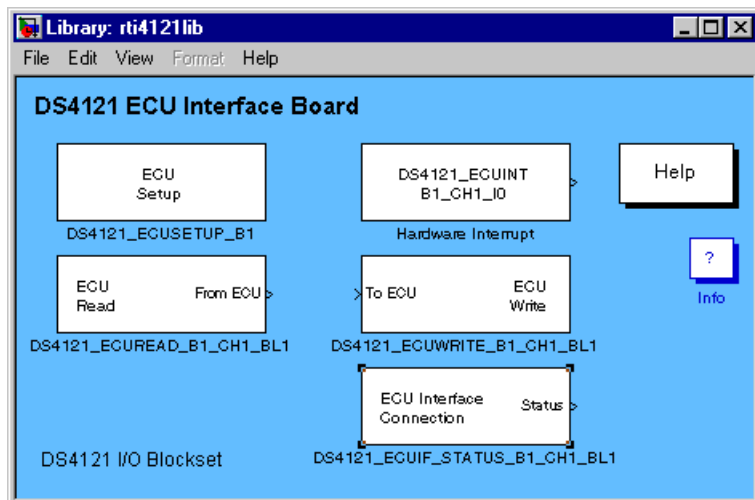 Library: rti4121lib
File Edit View Format Help
DS4121 ECU Interface Board
ECU
Setup
DS4121_ECUSETUP_B1
DS4121_ECUINT
B1_CH1_I0
Hardware Interrupt
Help
?
Info
ECU
Read
From ECU
DS4121_ECUREAD_B1_CH1_BL1
To ECU
ECU
Write
DS4121_ECUWRITE_B1_CH1_BL1
ECU Interface
Connection
Status
DS4121_ECUIF_STATUS_B1_CH1_BL1
DS4121 I/O Blockset